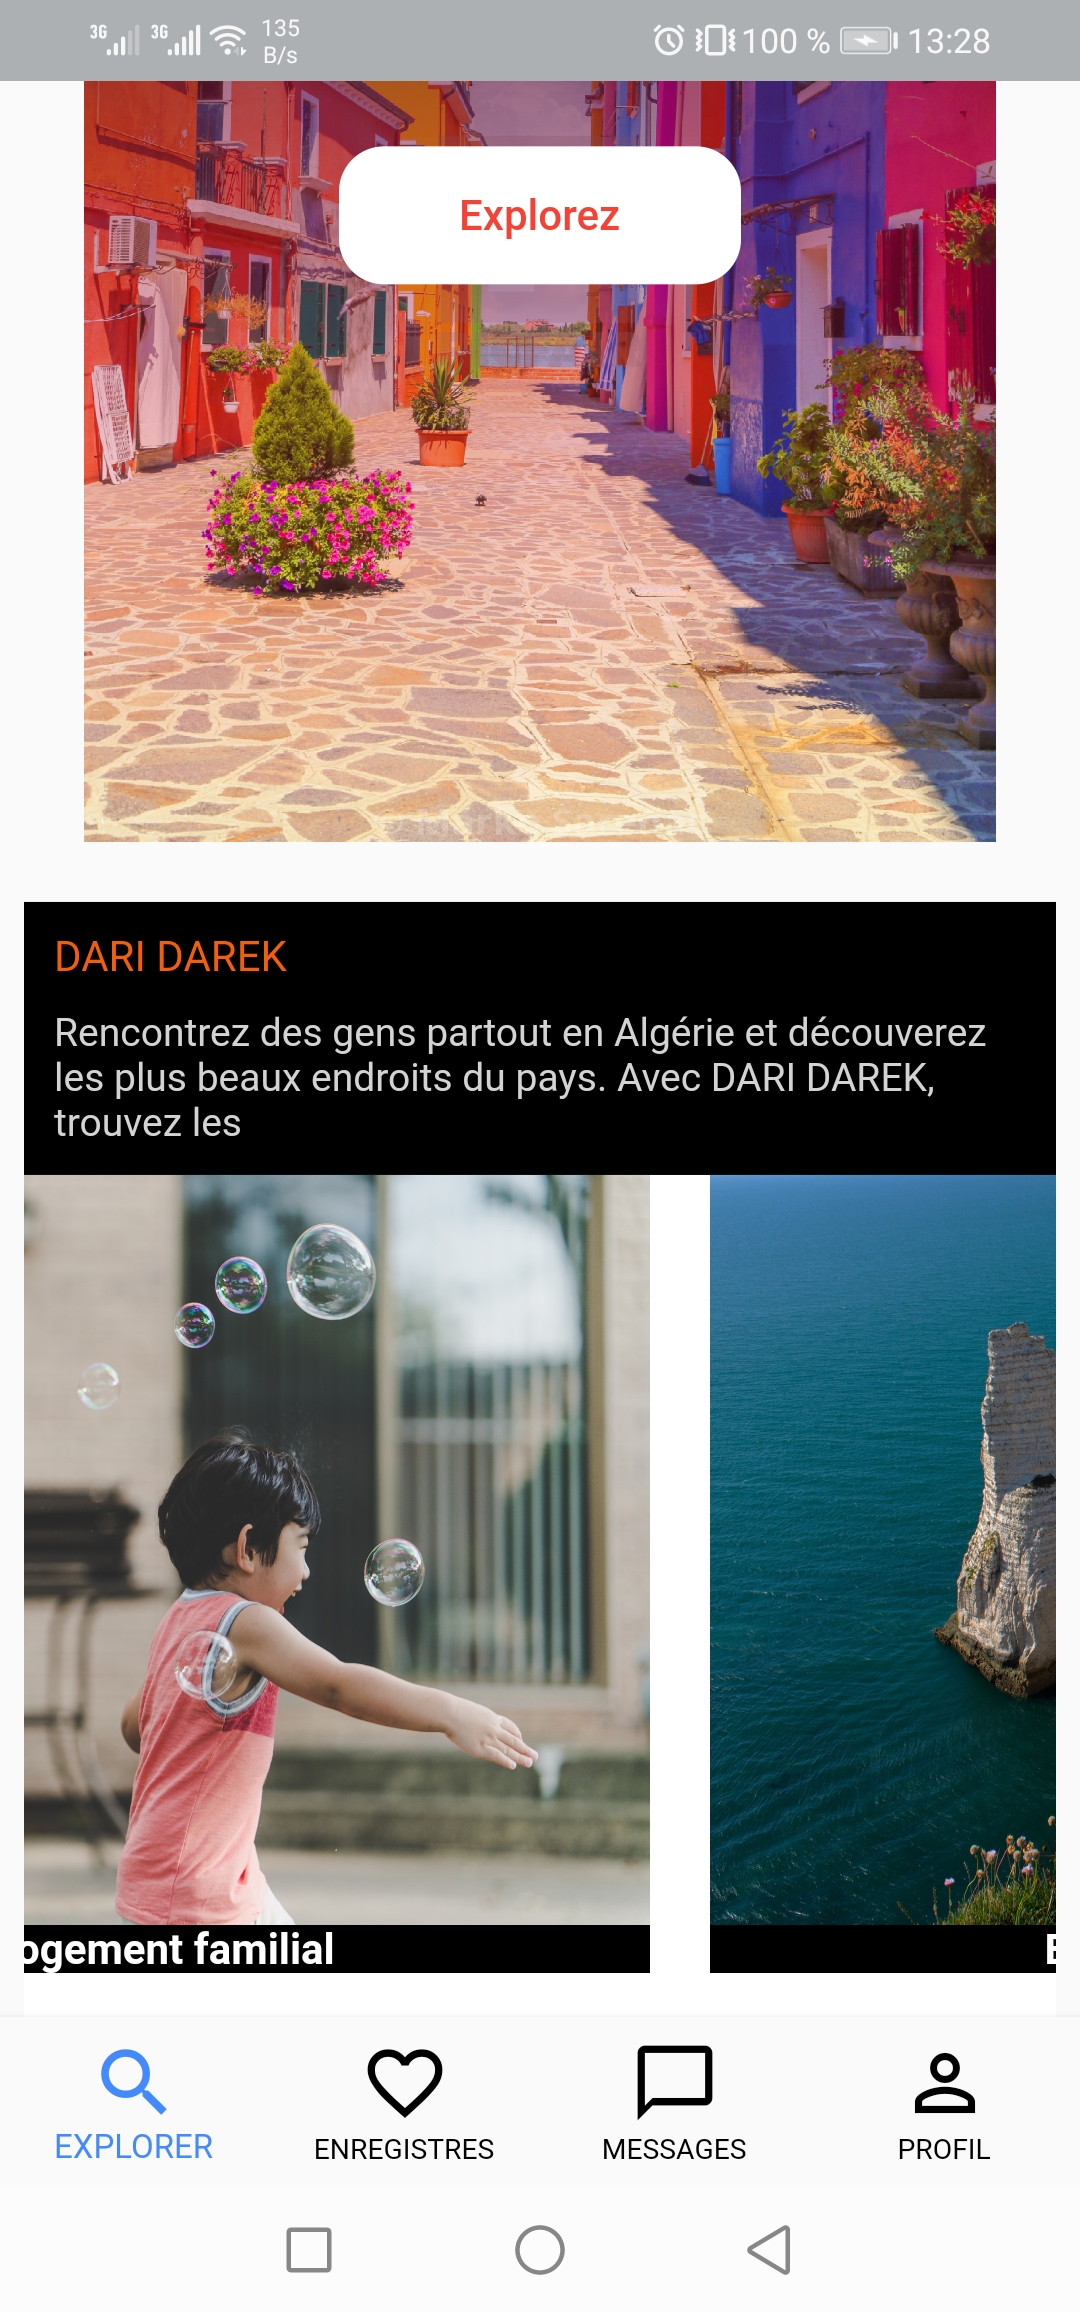 3G 3G 135 B/s 100 % 13:28
Explorez
DARI DAREK
Rencontrez des gens partout en Algérie et découverez
les plus beaux endroits du pays. Avec DARI DAREK,
trouvez les
ogement familial
EXPLORER ENREGISTRES MESSAGES PROFIL